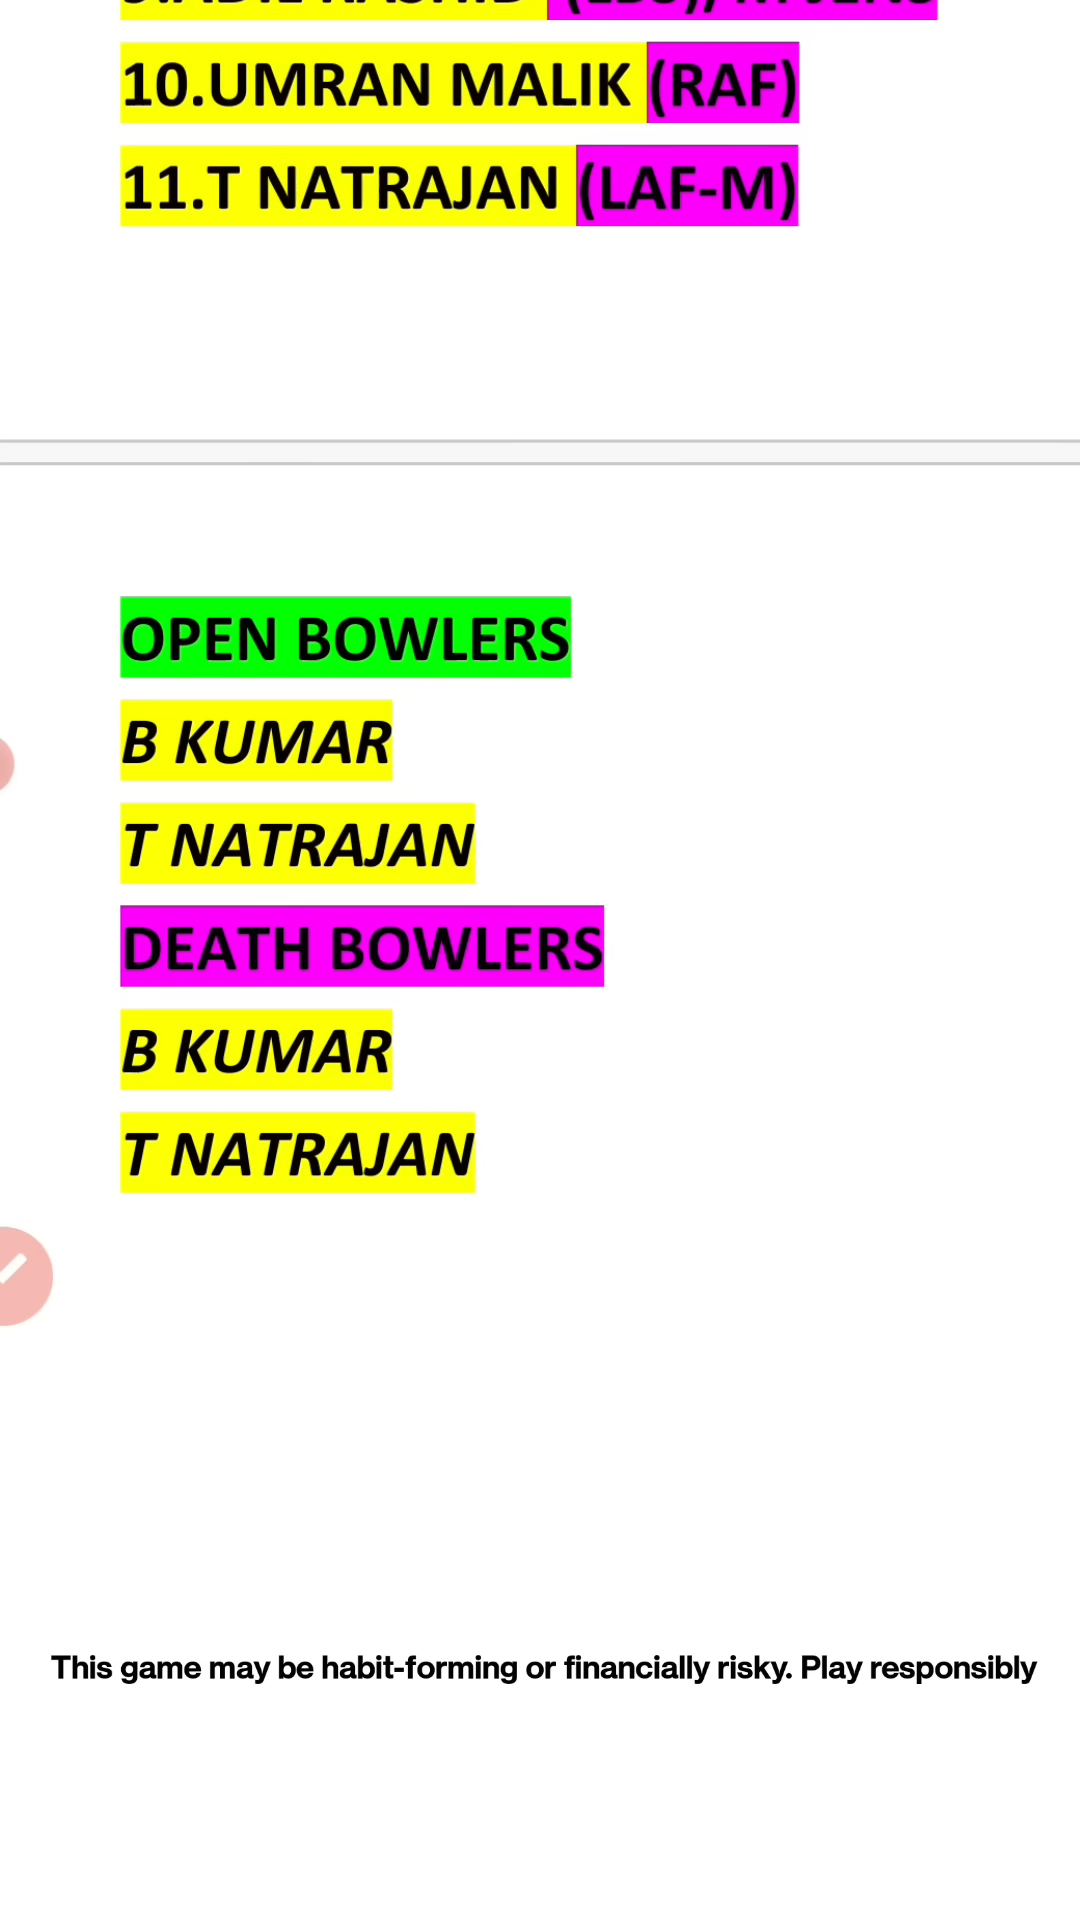 10.UMRAN MALIK (RAF)
11.T NATRAJAN (LAF-M)
OPEN BOWLERS
B KUMAR
T NATRAJAN
DEATH BOWLERS
B KUMAR
T NATRAJAN
This game may be habit-forming or financially risky. Play responsibly